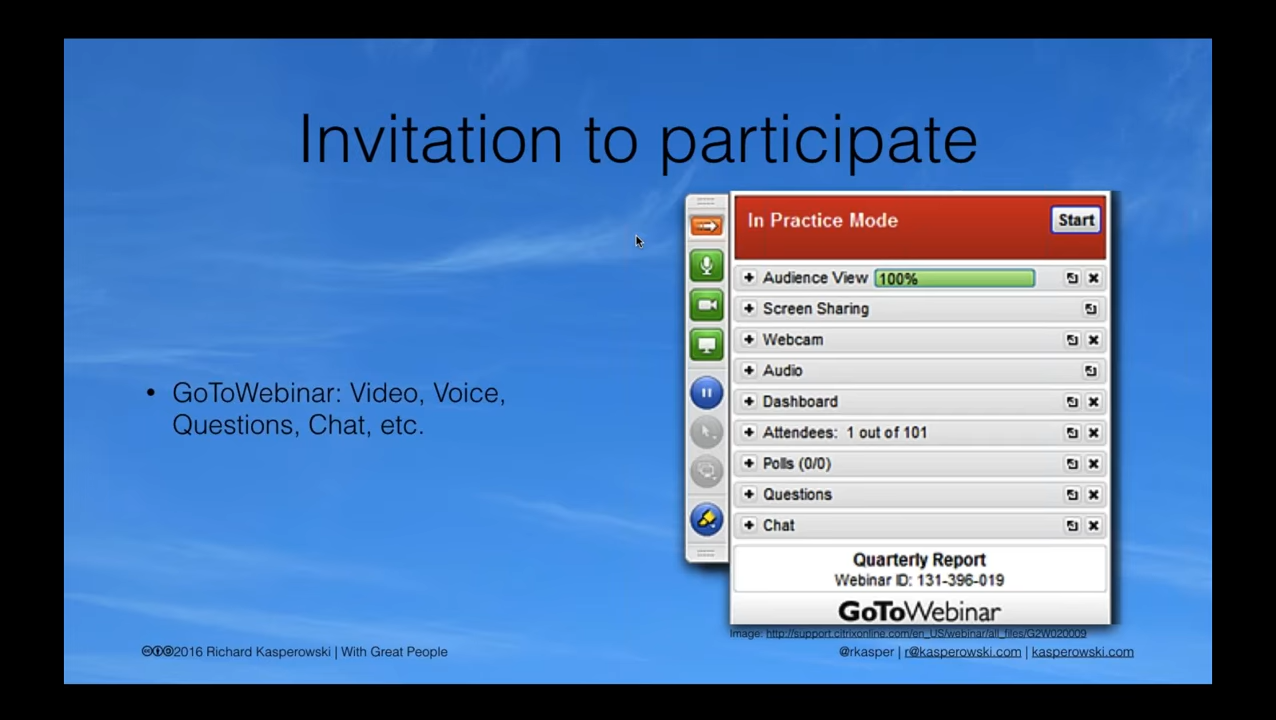 Invitation to participate
In Practice Mode
Start
Audience View 100%
Screen Sharing
Webcam
Audio
• GoToWebinar: Video, Voice,
Questions, Chat, etc.
Dashboard
Attendees: 1 out of 101
Polls (0/0)
Questions
Chat
Quarterly Report
Webinar ID: 131-396-019
GoToWebinar
Image: http://support.citrixonline.com/en_US/webinar/all_files/G2W020009
2016 Richard Kasperowski | With Great People
@rkasper | r@kasperowski.com | kasperowski.com